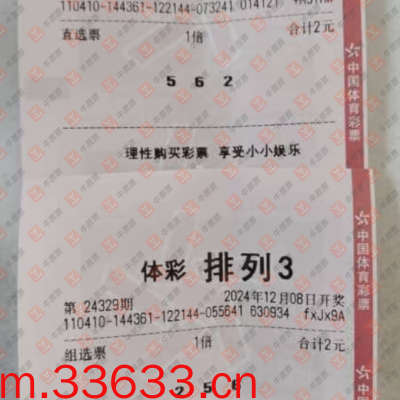 110410-144361-122144-073241 014121
直选票 1倍 合计2元
5 6 2
理性购买彩票 享受小小娱乐
中国体育彩票
体彩 排列3
第 24329期 2024年12月08日开奖
110410-144361-122144-055641 630934 fxJx9A
组选票 1倍 合计2元
中国体育彩票
m.33633.cn